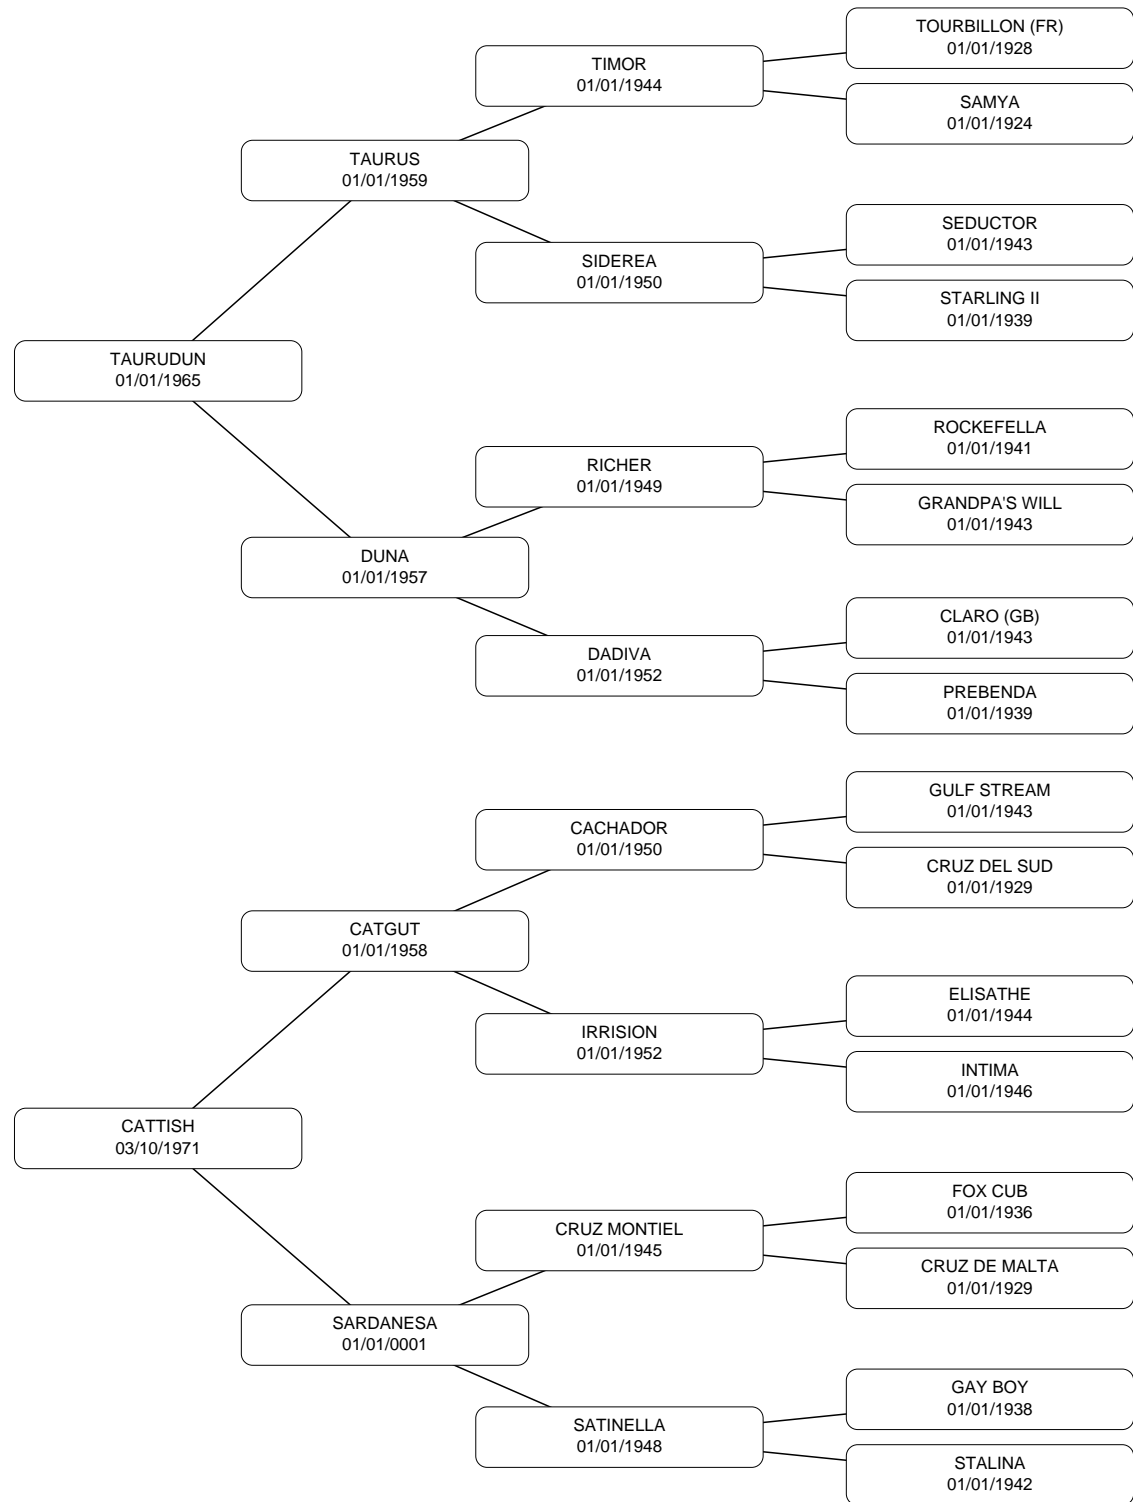 TOURBILLON (FR)
01/01/1928
TIMOR
01/01/1944
SAMYA
01/01/1924
TAURUS
01/01/1959
SEDUCTOR
01/01/1943
SIDEREA
01/01/1950
STARLING II
01/01/1939
TAURUDUN
01/01/1965
ROCKEFELLA
01/01/1941
RICHER
01/01/1949
GRANDPA'S WILL
01/01/1943
DUNA
01/01/1957
CLARO (GB)
01/01/1943
DADIVA
01/01/1952
PREBENDA
01/01/1939
GULF STREAM
01/01/1943
CACHADOR
01/01/1950
CRUZ DEL SUD
01/01/1929
CATGUT
01/01/1958
ELISATHE
01/01/1944
IRRISION
01/01/1952
INTIMA
01/01/1946
CATTISH
03/10/1971
FOX CUB
01/01/1936
CRUZ MONTIEL
01/01/1945
CRUZ DE MALTA
01/01/1929
SARDANESA
01/01/0001
GAY BOY
01/01/1938
SATINELLA
01/01/1948
STALINA
01/01/1942